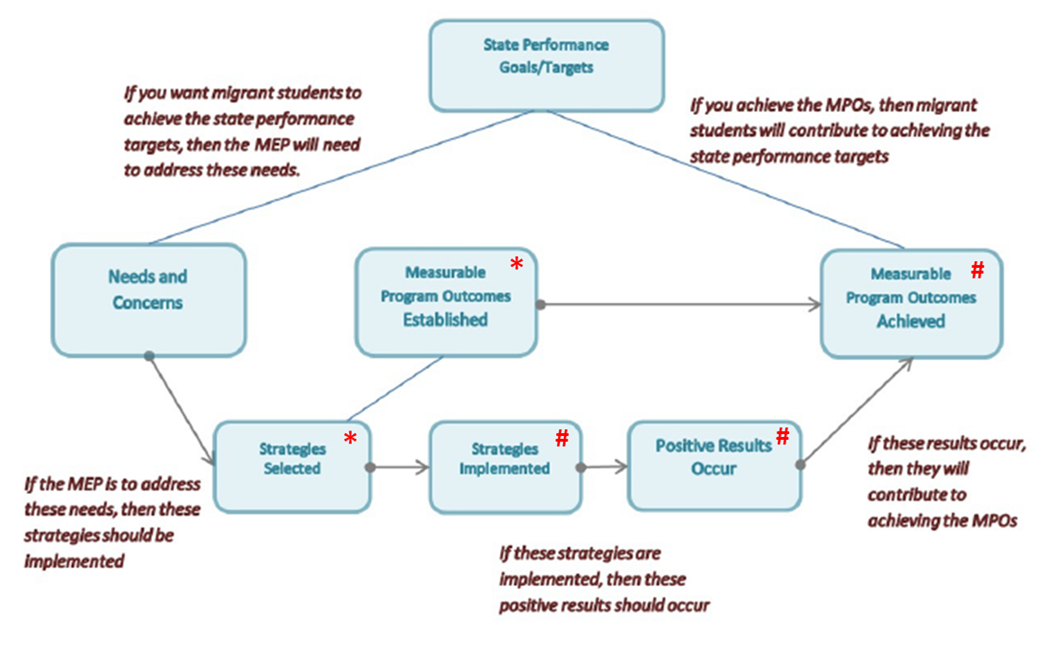 State Performance
Goals/Targets
If you want migrant students to
achieve the state performance
targets, then the MEP will need
to address these needs.
If you achieve the MPOs, then migrant
students will contribute to achieving the
state performance targets
Needs and
Concerns
Measurable *
Program Outcomes
Established
Measurable #
Program Outcomes
Achieved
Strategies *
Selected
Strategies #
Implemented
Positive Results #
Occur
If the MEP is to address
these needs, then these
strategies should be
implemented
If these strategies are
implemented, then these
positive results should occur
If these results occur,
then they will
contribute to
achieving the MPOs